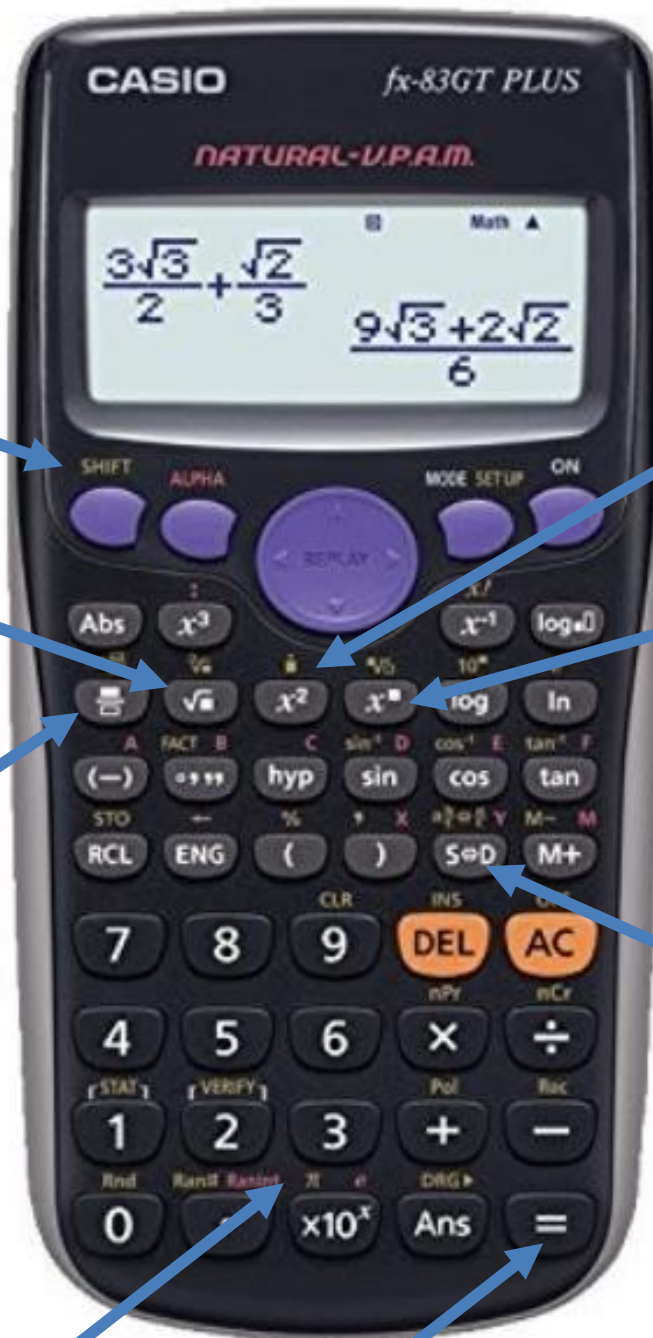 CASIO fx-83GT PLUS
NATURAL-V.P.A.M.
Math ▲
3√3/2 + √2/3
9√3+2√2/6
SHIFT ALPHA MODE SETUP ON
REPLAY
: x!
Abs x³ x⁻¹ log▪▯
³√▪ ▪√▯ 10▪
√▪ x² x▪ log ln
A FACT B C sin⁻¹ D cos⁻¹ E tan⁻¹ F
(−) ° ' " hyp sin cos tan
STO ← % , X Y M− M
RCL ENG ( ) S⇔D M+
CLR INS
7 8 9 DEL AC
nPr nCr
4 5 6 × ÷
STAT VERIFY Pol Rec
1 2 3 + −
Rnd Ran# RanInt π e DRG▶
0 ×10ˣ Ans =